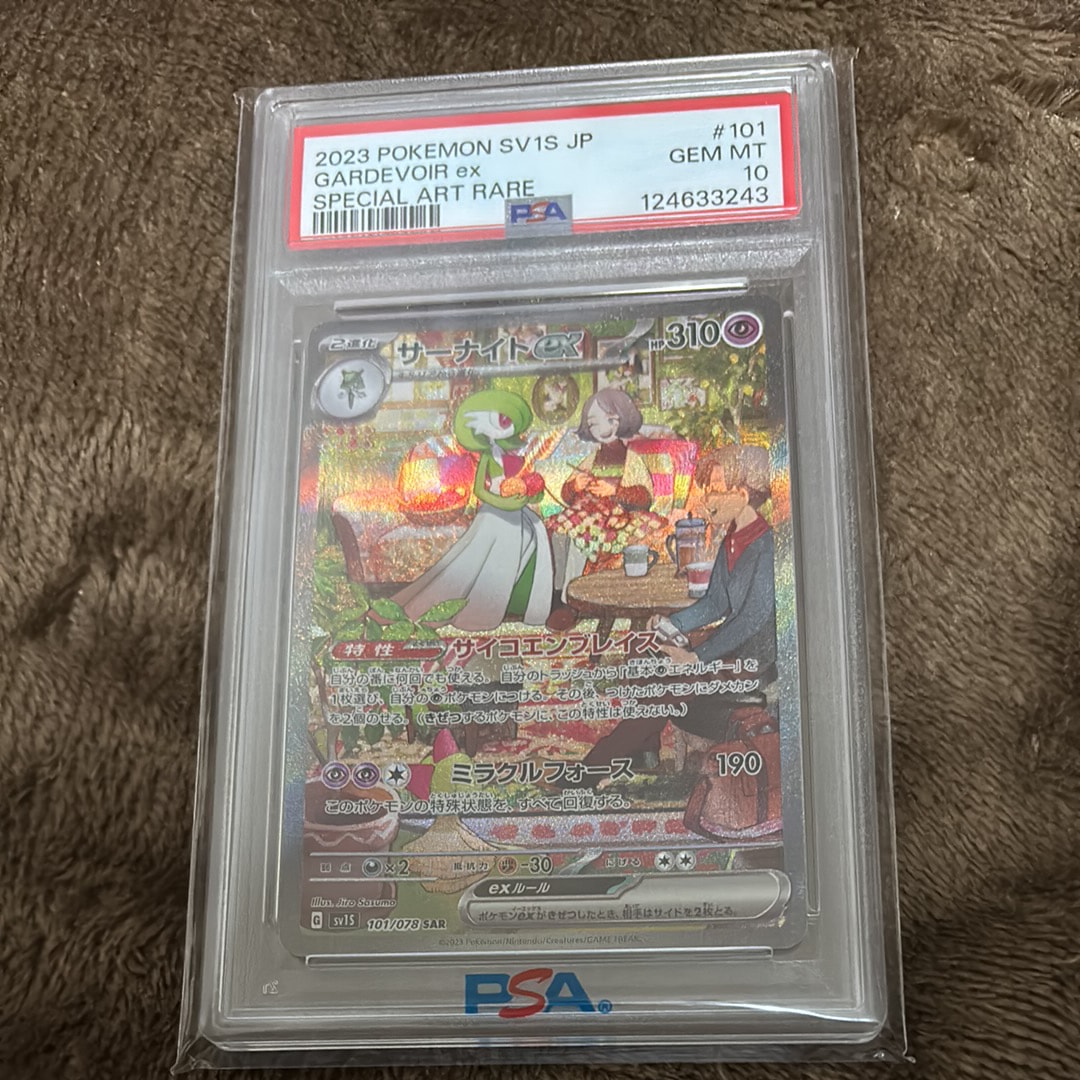 2023 POKEMON SV1S JP #101
GARDEVOIR ex GEM MT
SPECIAL ART RARE 10
124633243
PSA
2進化 サーナイトex HP310
特性 サイコエンブレイス
自分の番に何回でも使える。自分のトラッシュから「基本エネルギー」を
1枚選び、自分のポケモンにつける。その後、つけたポケモンにダメカン
を2個のせる。(きぜつするポケモンに、この特性は使えない。)
ミラクルフォース 190
このポケモンの特殊状態を、すべて回復する。
弱点 ×2 抵抗力 -30 にげる
exルール
ポケモンexがきぜつしたとき、相手はサイドを2枚とる。
Illus. Jiro Sasumo
G SV1S 101/078 SAR
©2023 Pokémon/Nintendo/Creatures/GAME FREAK.
PSA®